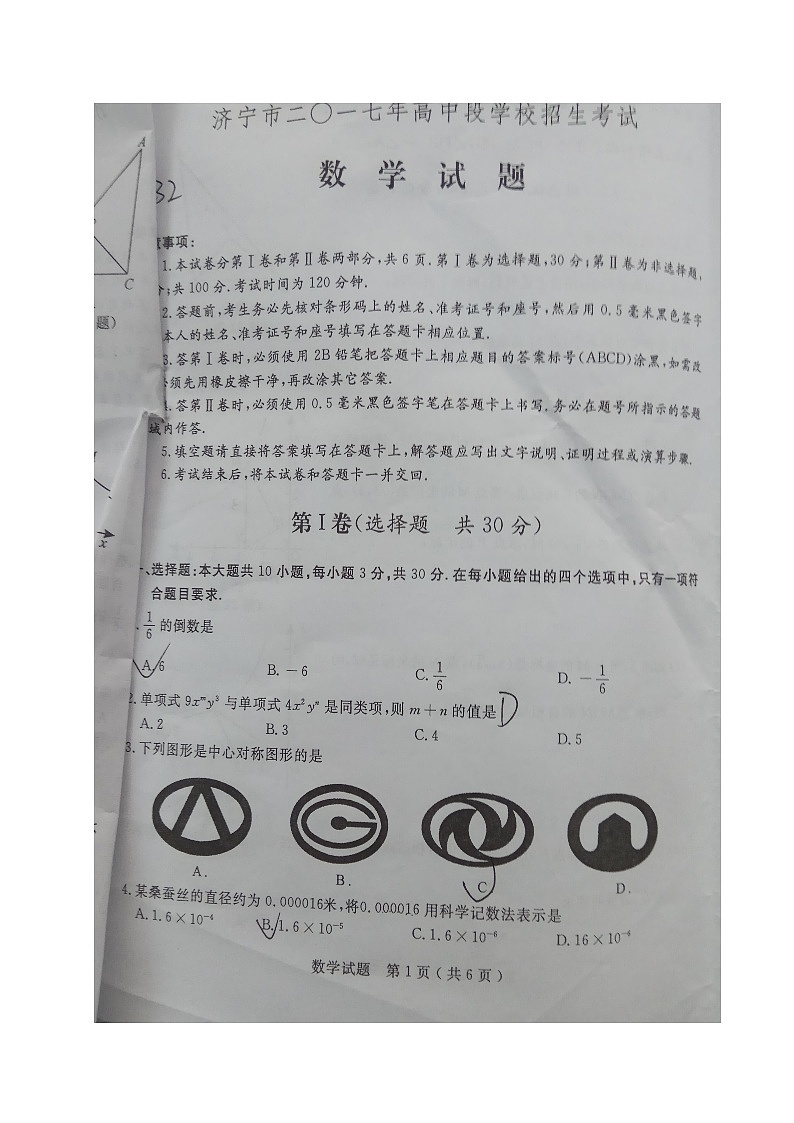 济宁市二〇一七年高中段学校招生考试
数 学 试 题
32
A
C
题)
x
意事项:
1.本试卷分第Ⅰ卷和第Ⅱ卷两部分,共6页.第Ⅰ卷为选择题,30分;第Ⅱ卷为非选择题,
分;共100分.考试时间为120分钟.
2.答题前,考生务必先核对条形码上的姓名、准考证号和座号,然后用0.5毫米黑色签字
本人的姓名、准考证号和座号填写在答题卡相应位置.
3.答第Ⅰ卷时,必须使用2B铅笔把答题卡上相应题目的答案标号(ABCD)涂黑,如需改
必须先用橡皮擦干净,再改涂其它答案.
4.答第Ⅱ卷时,必须使用0.5毫米黑色签字笔在答题卡上书写.务必在题号所指示的答题
域内作答.
5.填空题请直接将答案填写在答题卡上,解答题应写出文字说明、证明过程或演算步骤.
6.考试结束后,将本试卷和答题卡一并交回.
第Ⅰ卷(选择题 共30分)
一、选择题:本大题共10小题,每小题3分,共30分.在每小题给出的四个选项中,只有一项符
合题目要求.
. 1/6 的倒数是
A. 6 B. －6 C. 1/6 D. －1/6
2.单项式 9xᵐy³ 与单项式 4x²yⁿ 是同类项,则 m＋n 的值是 D
A. 2 B. 3 C. 4 D. 5
3.下列图形是中心对称图形的是
A. B. C D.
4.某桑蚕丝的直径约为0.000016米,将0.000016用科学记数法表示是
A. 1.6×10⁻⁴ B. 1.6×10⁻⁵ C. 1.6×10⁻⁶ D. 16×10⁻⁴
数学试题 第1页(共6页)